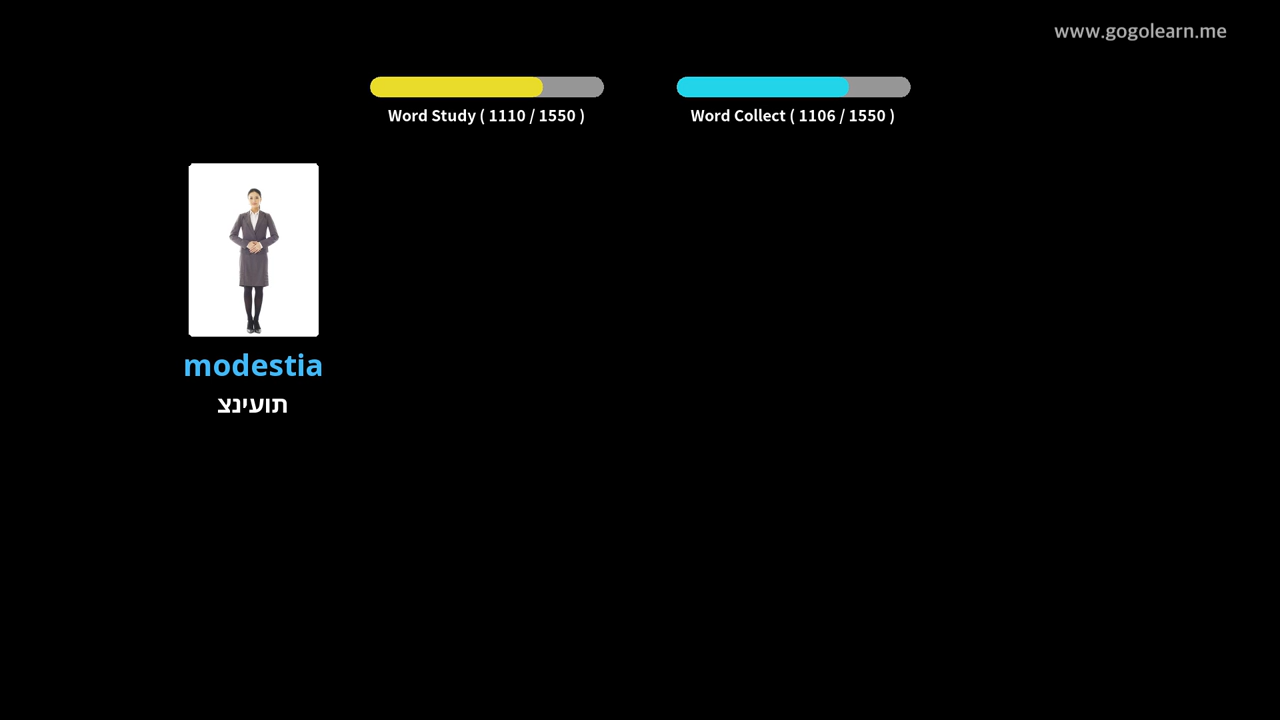 www.gogolearn.me
Word Study ( 1110 / 1550 )
Word Collect ( 1106 / 1550 )
modestia
תועינצ